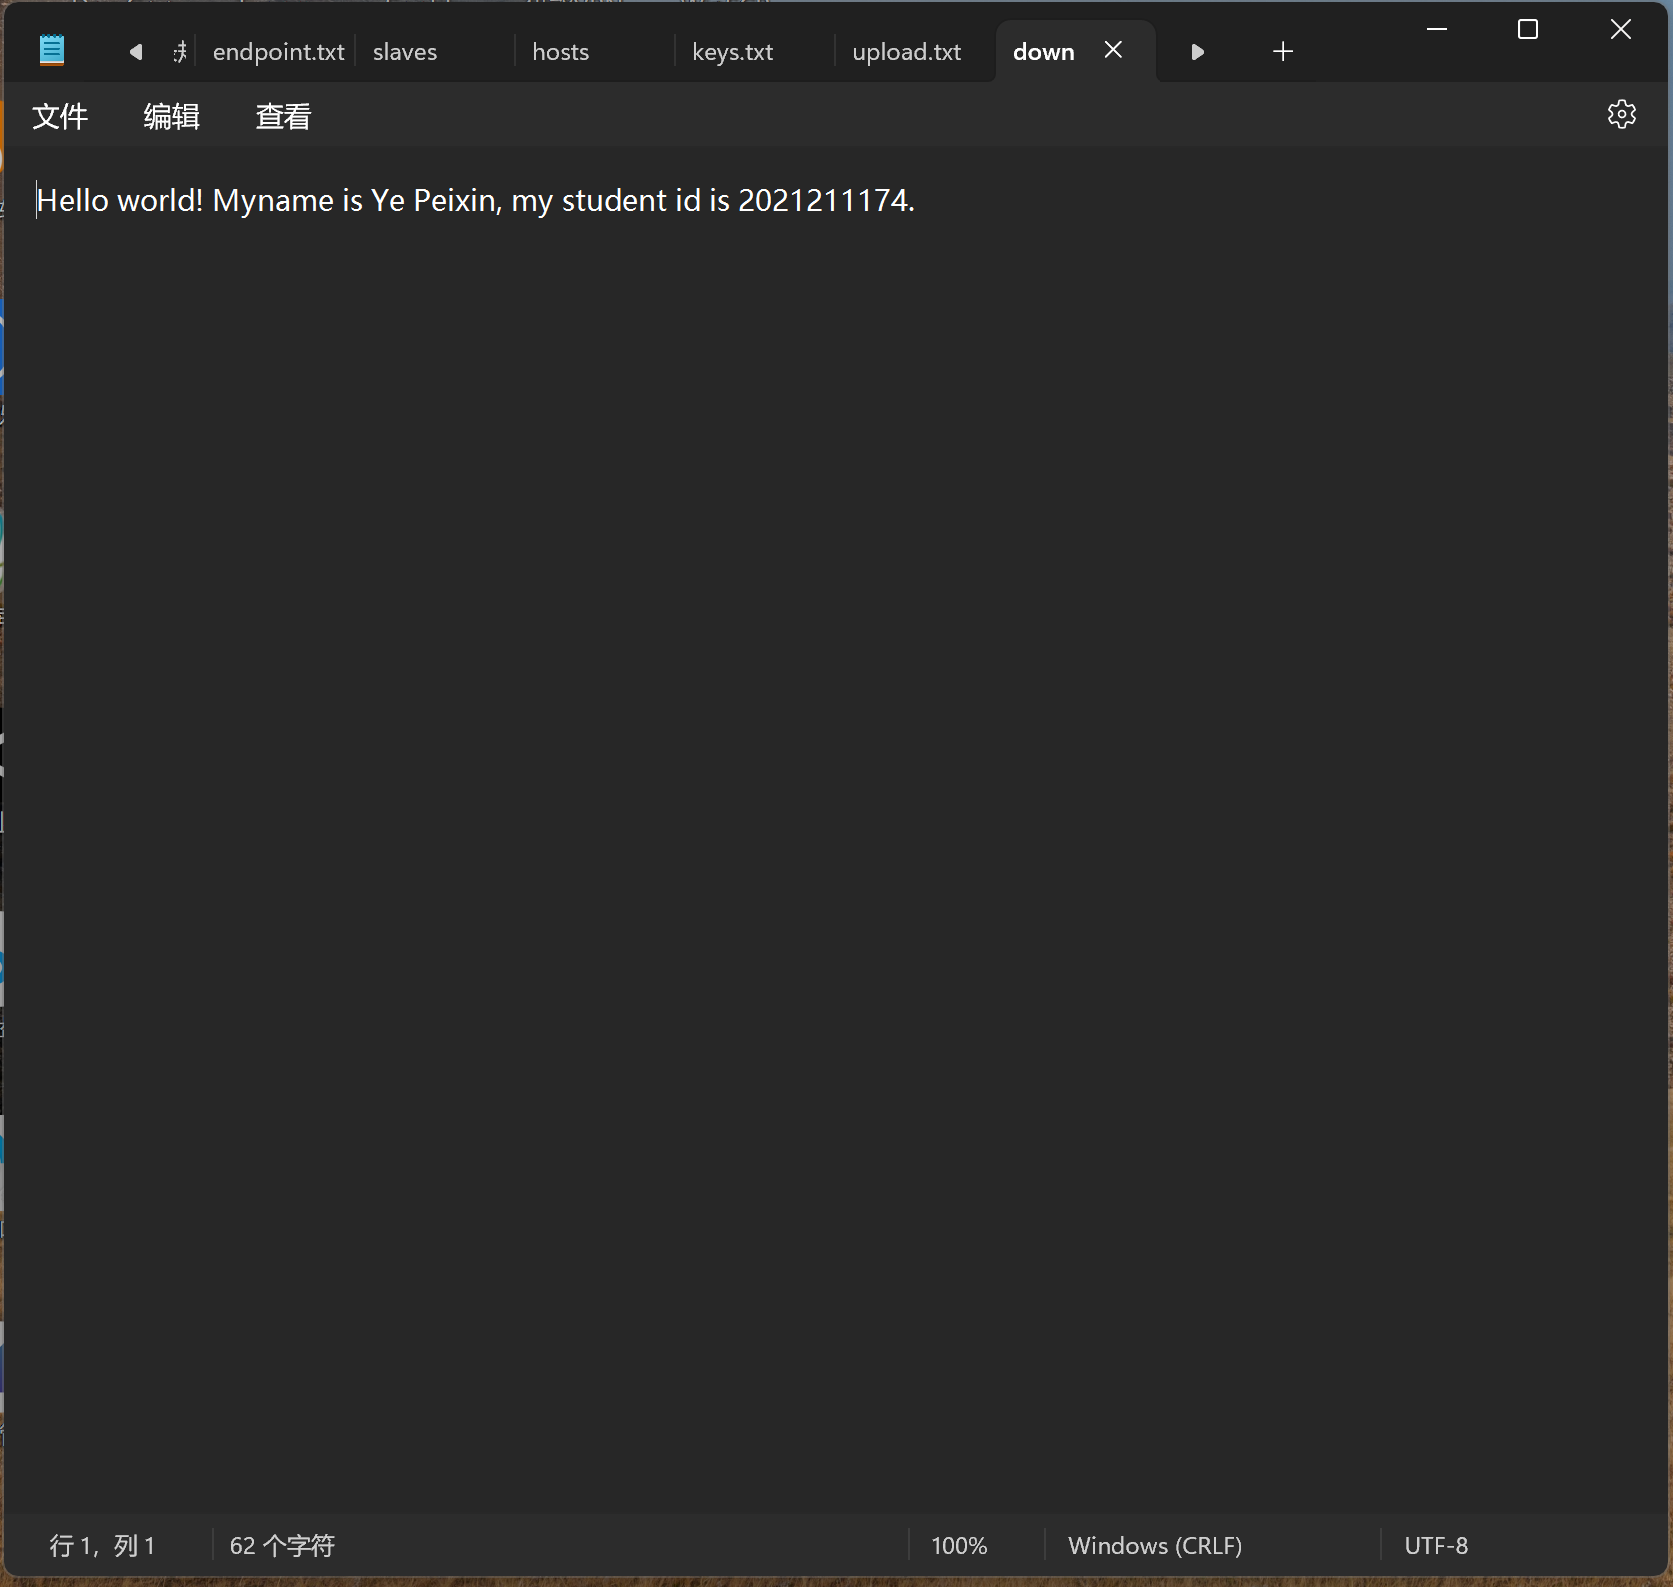 endpoint.txt slaves hosts keys.txt upload.txt down
文件 编辑 查看
Hello world! Myname is Ye Peixin, my student id is 2021211174.
行 1, 列 1 62 个字符 100% Windows (CRLF) UTF-8